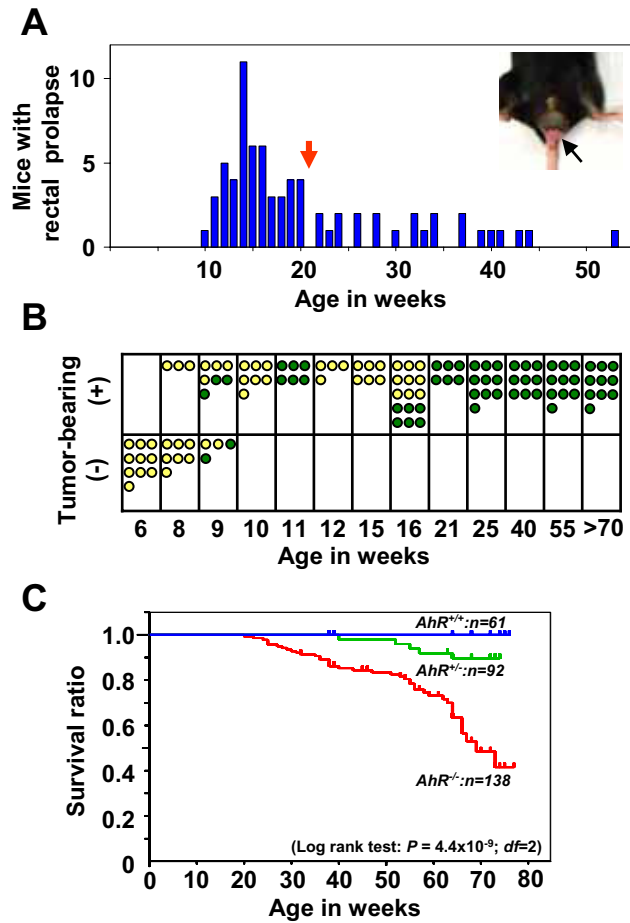 A
Mice with
rectal prolapse
10
5
0
10 20 30 40 50
Age in weeks
B
Tumor-bearing
(+)
(-)
6 8 9 10 11 12 15 16 21 25 40 55 >70
Age in weeks
C
Survival ratio
1.0
0.8
0.6
0.4
0.2
0
AhR+/+:n=61
AhR+/-:n=92
AhR-/-:n=138
(Log rank test: P = 4.4x10-9; df=2)
0 10 20 30 40 50 60 70 80
Age in weeks